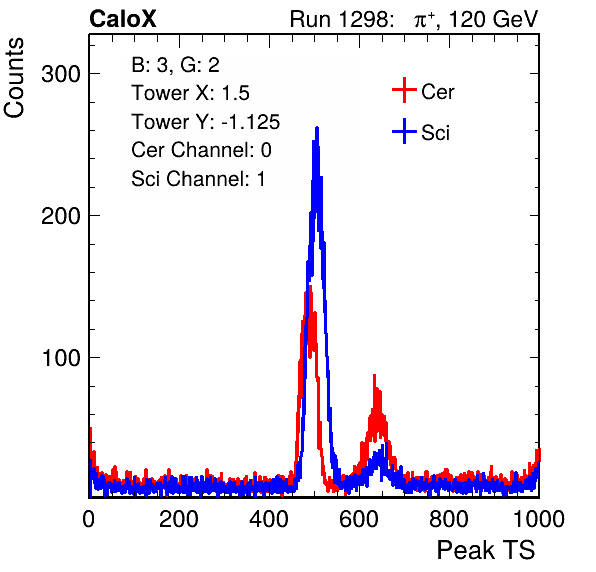 CaloX Run 1298: π⁺, 120 GeV
Counts
B: 3, G: 2
Tower X: 1.5
Tower Y: -1.125
Cer Channel: 0
Sci Channel: 1
Cer
Sci
300
200
100
0 200 400 600 800 1000
Peak TS